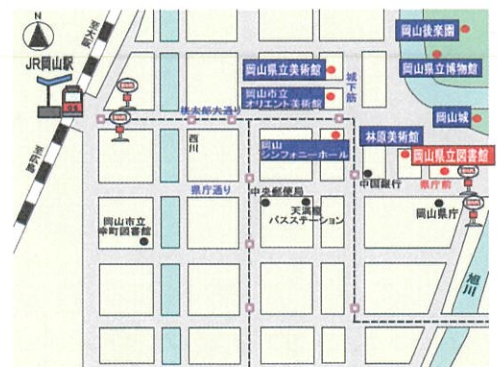 N
至大阪
JR岡山駅
至広島
岡山後楽園
岡山県立博物館
岡山県立美術館
城下筋
岡山市立
オリエント美術館
桃太郎大通り
岡山城
岡山
シンフォニーホール
林原美術館
岡山県立図書館
西川
県庁通り
中国銀行
県庁前
中央郵便局
天満屋
バスステーション
岡山県庁
岡山市立
幸町図書館
旭川